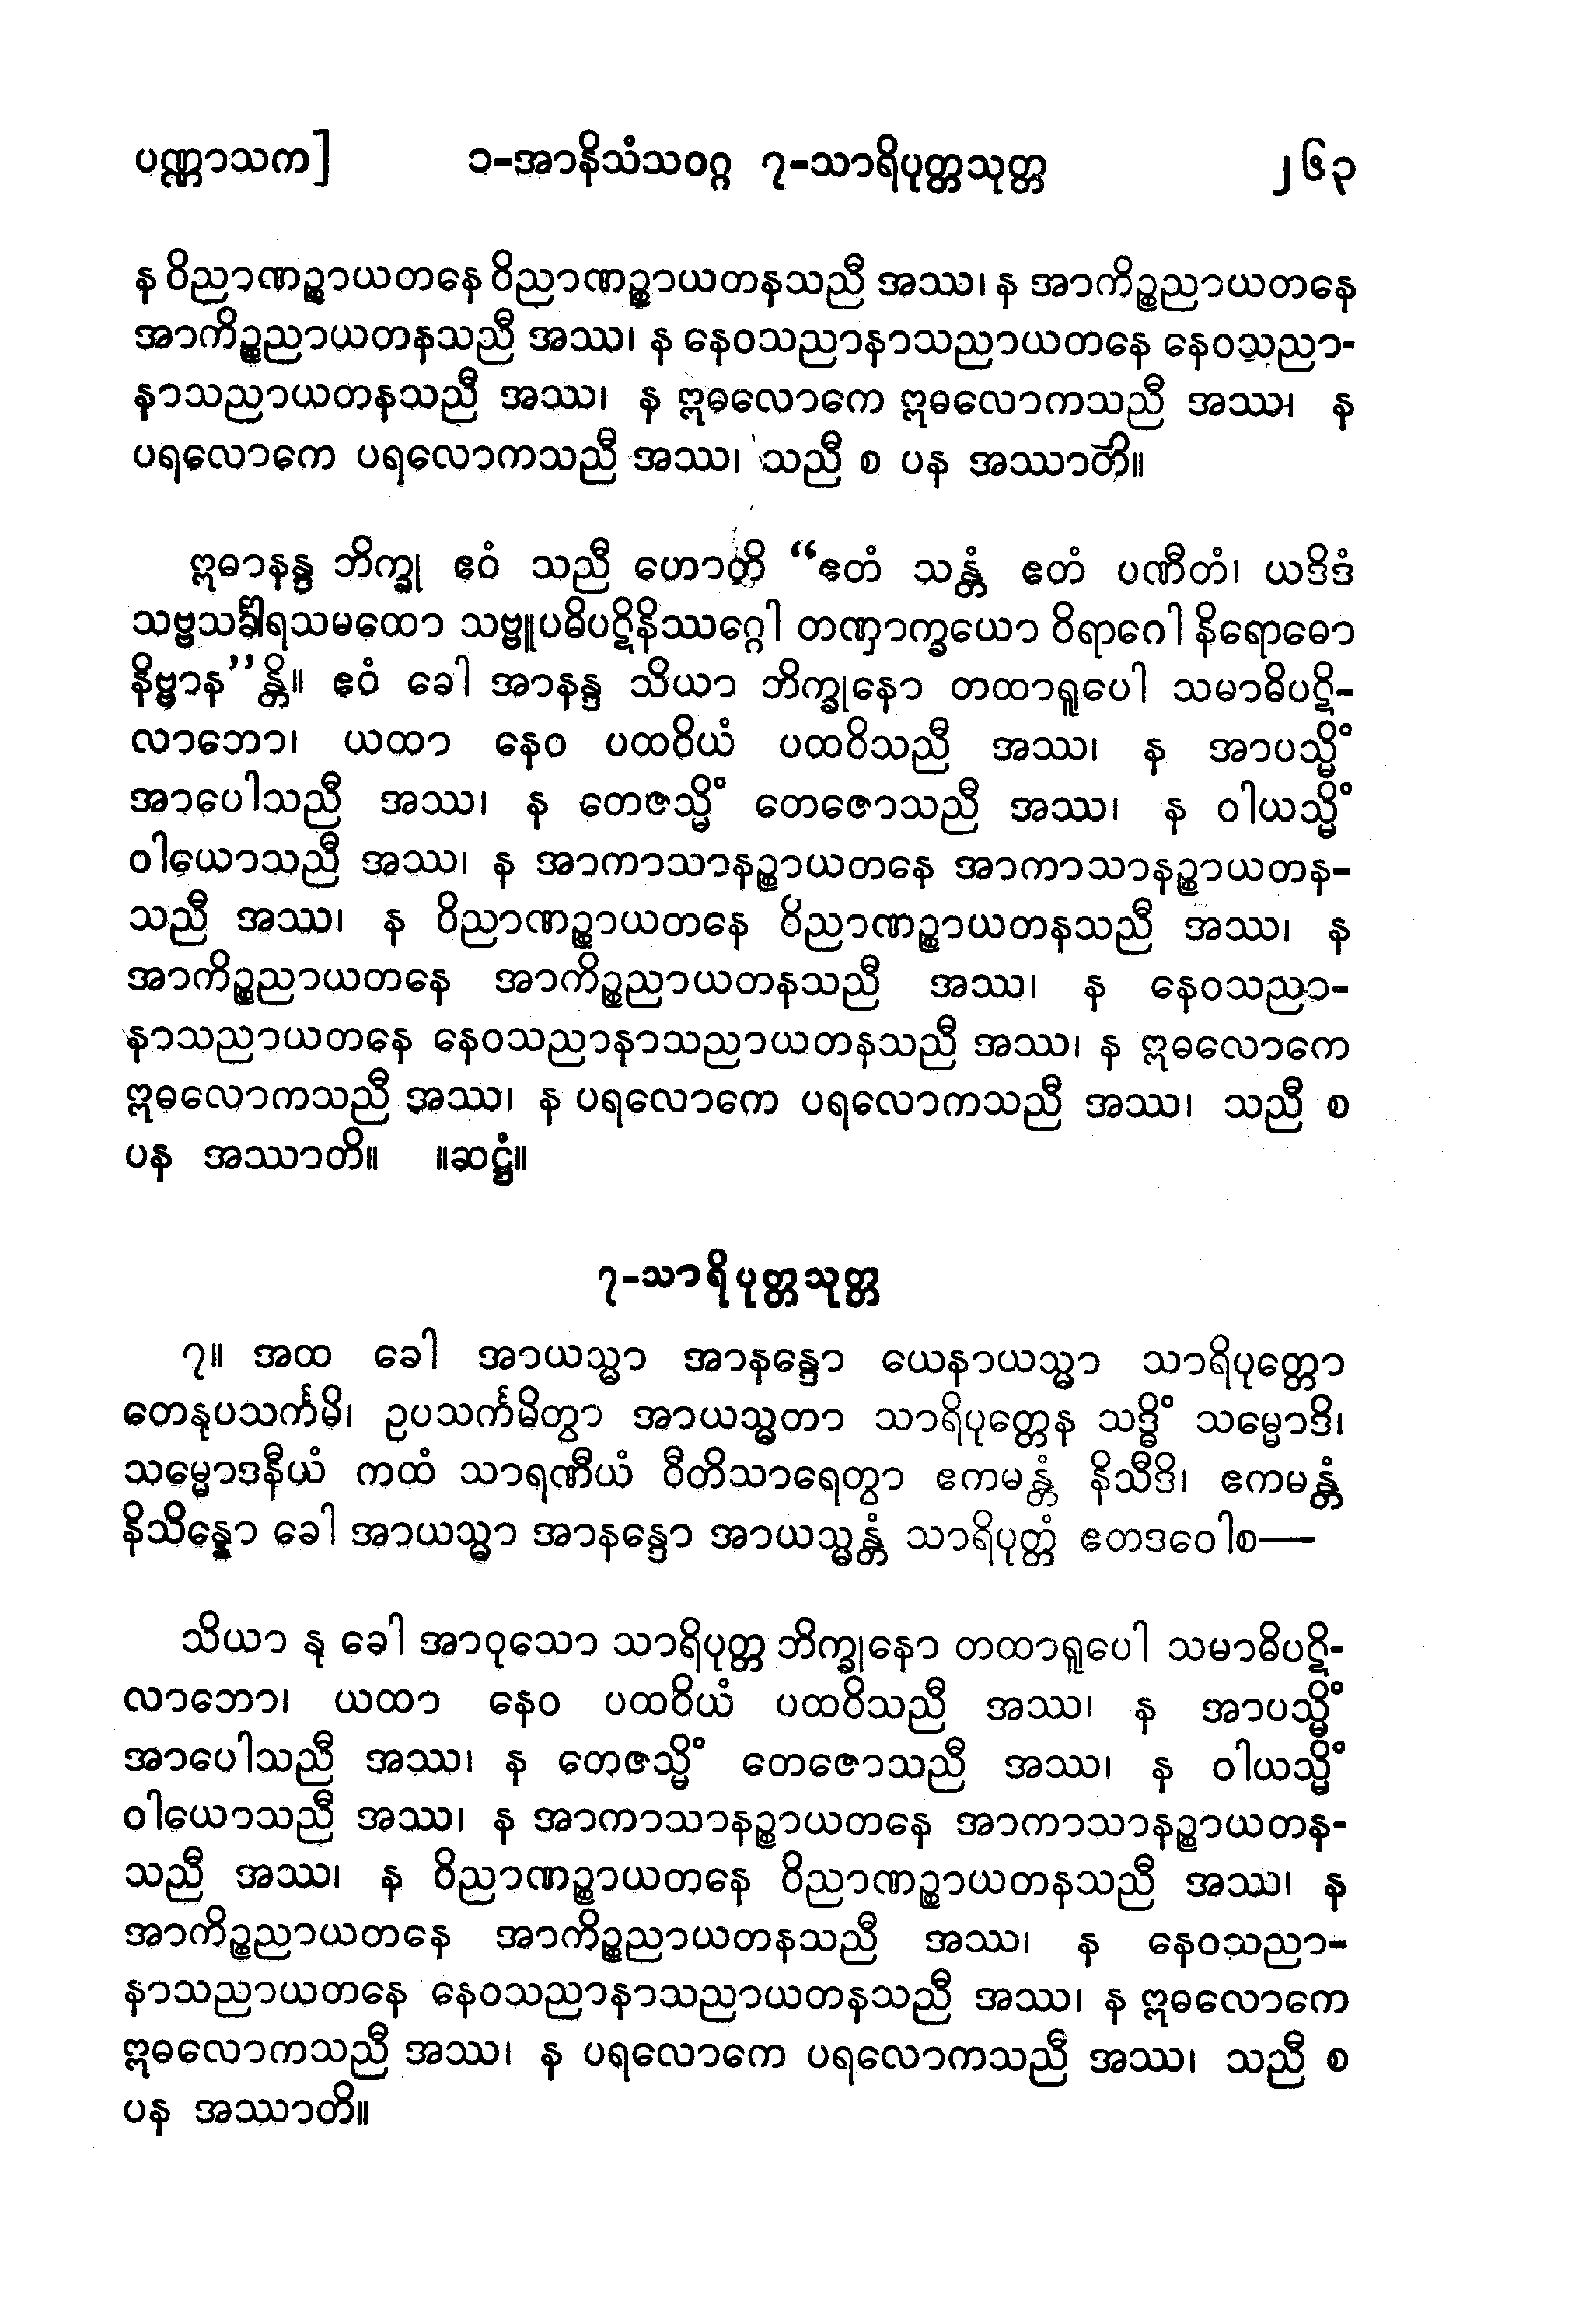 ပဏ္ဏာသက] ၁-အာနိသံသဝဂ္ဂ ၇-သာရိပုတ္တသုတ္တ ၂၆၃
န ဝိညာဏဉ္စာယတနေ ဝိညာဏဉ္စာယတနသညီ အဿ၊ န အာကိဉ္စညာယတနေ
အာကိဉ္စညာယတနသညီ အဿ၊ န နေဝသညာနာသညာယတနေ နေဝသညာ-
နာသညာယတနသညီ အဿ၊ န ဣဓလောကေ ဣဓလောကသညီ အဿ၊ န
ပရလောကေ ပရလောကသညီ အဿ၊ သညီ စ ပန အဿာတိ။
ဣဓာနန္ဒ ဘိက္ခု ဧဝံ သညီ ဟောတိ “ဧတံ သန္တံ ဧတံ ပဏီတံ၊ ယဒိဒံ
သဗ္ဗသင်္ခါရသမထော သဗ္ဗူပဓိပဋိနိဿဂ္ဂေါ တဏှာက္ခယော ဝိရာဂေါ နိရောဓော
နိဗ္ဗာန”န္တိ။ ဧဝံ ခေါ အာနန္ဒ သိယာ ဘိက္ခုနော တထာရူပေါ သမာဓိပဋိ-
လာဘော၊ ယထာ နေဝ ပထဝိယံ ပထဝိသညီ အဿ၊ န အာပသ္မိံ
အာပေါသညီ အဿ၊ န တေဇသ္မိံ တေဇောသညီ အဿ၊ န ဝါယသ္မိံ
ဝါယောသညီ အဿ၊ န အာကာသာနဉ္စာယတနေ အာကာသာနဉ္စာယတန-
သညီ အဿ၊ န ဝိညာဏဉ္စာယတနေ ဝိညာဏဉ္စာယတနသညီ အဿ၊ န
အာကိဉ္စညာယတနေ အာကိဉ္စညာယတနသညီ အဿ၊ န နေဝသညာ-
နာသညာယတနေ နေဝသညာနာသညာယတနသညီ အဿ၊ န ဣဓလောကေ
ဣဓလောကသညီ အဿ၊ န ပရလောကေ ပရလောကသညီ အဿ၊ သညီ စ
ပန အဿာတိ။ ။ဆဋ္ဌံ။
၇-သာရိပုတ္တသုတ္တ
၇။ အထ ခေါ အာယသ္မာ အာနန္ဒော ယေနာယသ္မာ သာရိပုတ္တော
တေနုပသင်္ကမိ၊ ဥပသင်္ကမိတွာ အာယသ္မတာ သာရိပုတ္တေန သဒ္ဓိံ သမ္မောဒိ၊
သမ္မောဒနီယံ ကထံ သာရဏီယံ ဝီတိသာရေတွာ ဧကမန္တံ နိသီဒိ၊ ဧကမန္တံ
နိသိန္နော ခေါ အာယသ္မာ အာနန္ဒော အာယသ္မန္တံ သာရိပုတ္တံ ဧတဒဝေါစ—
သိယာ နု ခေါ အာဝုသော သာရိပုတ္တ ဘိက္ခုနော တထာရူပေါ သမာဓိပဋိ-
လာဘော၊ ယထာ နေဝ ပထဝိယံ ပထဝိသညီ အဿ၊ န အာပသ္မိံ
အာပေါသညီ အဿ၊ န တေဇသ္မိံ တေဇောသညီ အဿ၊ န ဝါယသ္မိံ
ဝါယောသညီ အဿ၊ န အာကာသာနဉ္စာယတနေ အာကာသာနဉ္စာယတန-
သညီ အဿ၊ န ဝိညာဏဉ္စာယတနေ ဝိညာဏဉ္စာယတနသညီ အဿ၊ န
အာကိဉ္စညာယတနေ အာကိဉ္စညာယတနသညီ အဿ၊ န နေဝသညာ-
နာသညာယတနေ နေဝသညာနာသညာယတနသညီ အဿ၊ န ဣဓလောကေ
ဣဓလောကသညီ အဿ၊ န ပရလောကေ ပရလောကသညီ အဿ၊ သညီ စ
ပန အဿာတိ။